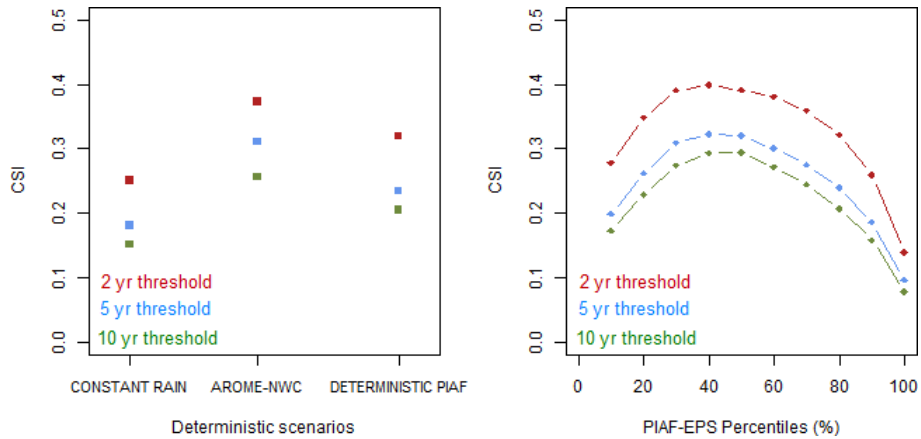 0.5
0.4
0.3
0.2
0.1
0.0
CSI
2 yr threshold
5 yr threshold
10 yr threshold
CONSTANT RAIN AROME-NWC DETERMINISTIC PIAF
Deterministic scenarios
0.5
0.4
0.3
0.2
0.1
0.0
CSI
2 yr threshold
5 yr threshold
10 yr threshold
0 20 40 60 80 100
PIAF-EPS Percentiles (%)